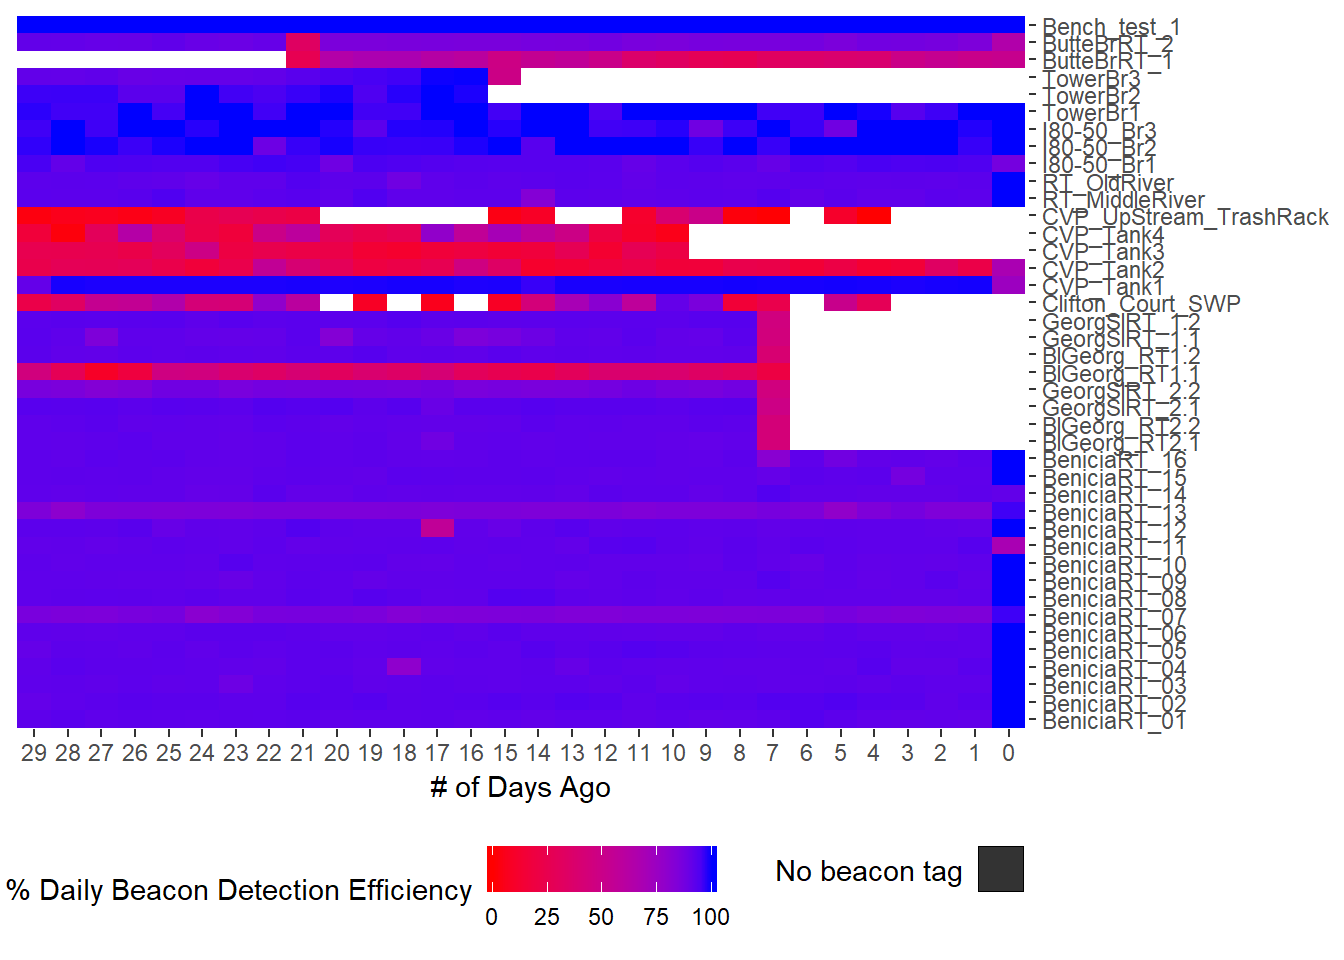 Bench_test_1
ButteBrRT_2
ButteBrRT_1
TowerBr3
TowerBr2
TowerBr1
I80-50_Br3
I80-50_Br2
I80-50_Br1
RT_OldRiver
RT_MiddleRiver
CVP_UpStream_TrashRack
CVP_Tank4
CVP_Tank3
CVP_Tank2
CVP_Tank1
Clifton_Court_SWP
GeorgSlRT_1.2
GeorgSlRT_1.1
BlGeorg_RT1.2
BlGeorg_RT1.1
GeorgSlRT_2.2
GeorgSlRT_2.1
BlGeorg_RT2.2
BlGeorg_RT2.1
BeniciaRT_16
BeniciaRT_15
BeniciaRT_14
BeniciaRT_13
BeniciaRT_12
BeniciaRT_11
BeniciaRT_10
BeniciaRT_09
BeniciaRT_08
BeniciaRT_07
BeniciaRT_06
BeniciaRT_05
BeniciaRT_04
BeniciaRT_03
BeniciaRT_02
BeniciaRT_01
29 28 27 26 25 24 23 22 21 20 19 18 17 16 15 14 13 12 11 10 9 8 7 6 5 4 3 2 1 0
# of Days Ago
% Daily Beacon Detection Efficiency
0 25 50 75 100
No beacon tag